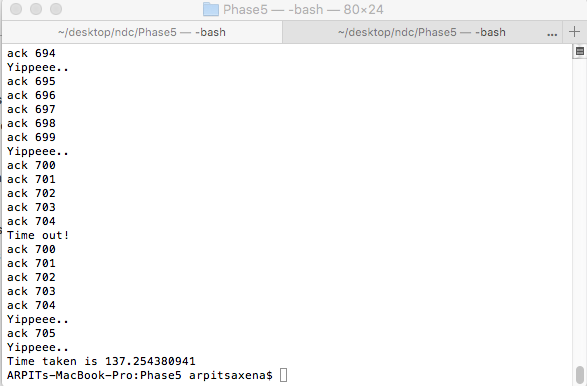 Phase5 — -bash — 80×24
~/desktop/ndc/Phase5 — -bash
~/desktop/ndc/Phase5 — -bash ... +
ack 694
Yippeee..
ack 695
ack 696
ack 697
ack 698
ack 699
Yippeee..
ack 700
ack 701
ack 702
ack 703
ack 704
Time out!
ack 700
ack 701
ack 702
ack 703
ack 704
Yippeee..
ack 705
Yippeee..
Time taken is 137.254380941
ARPITs-MacBook-Pro:Phase5 arpitsaxena$